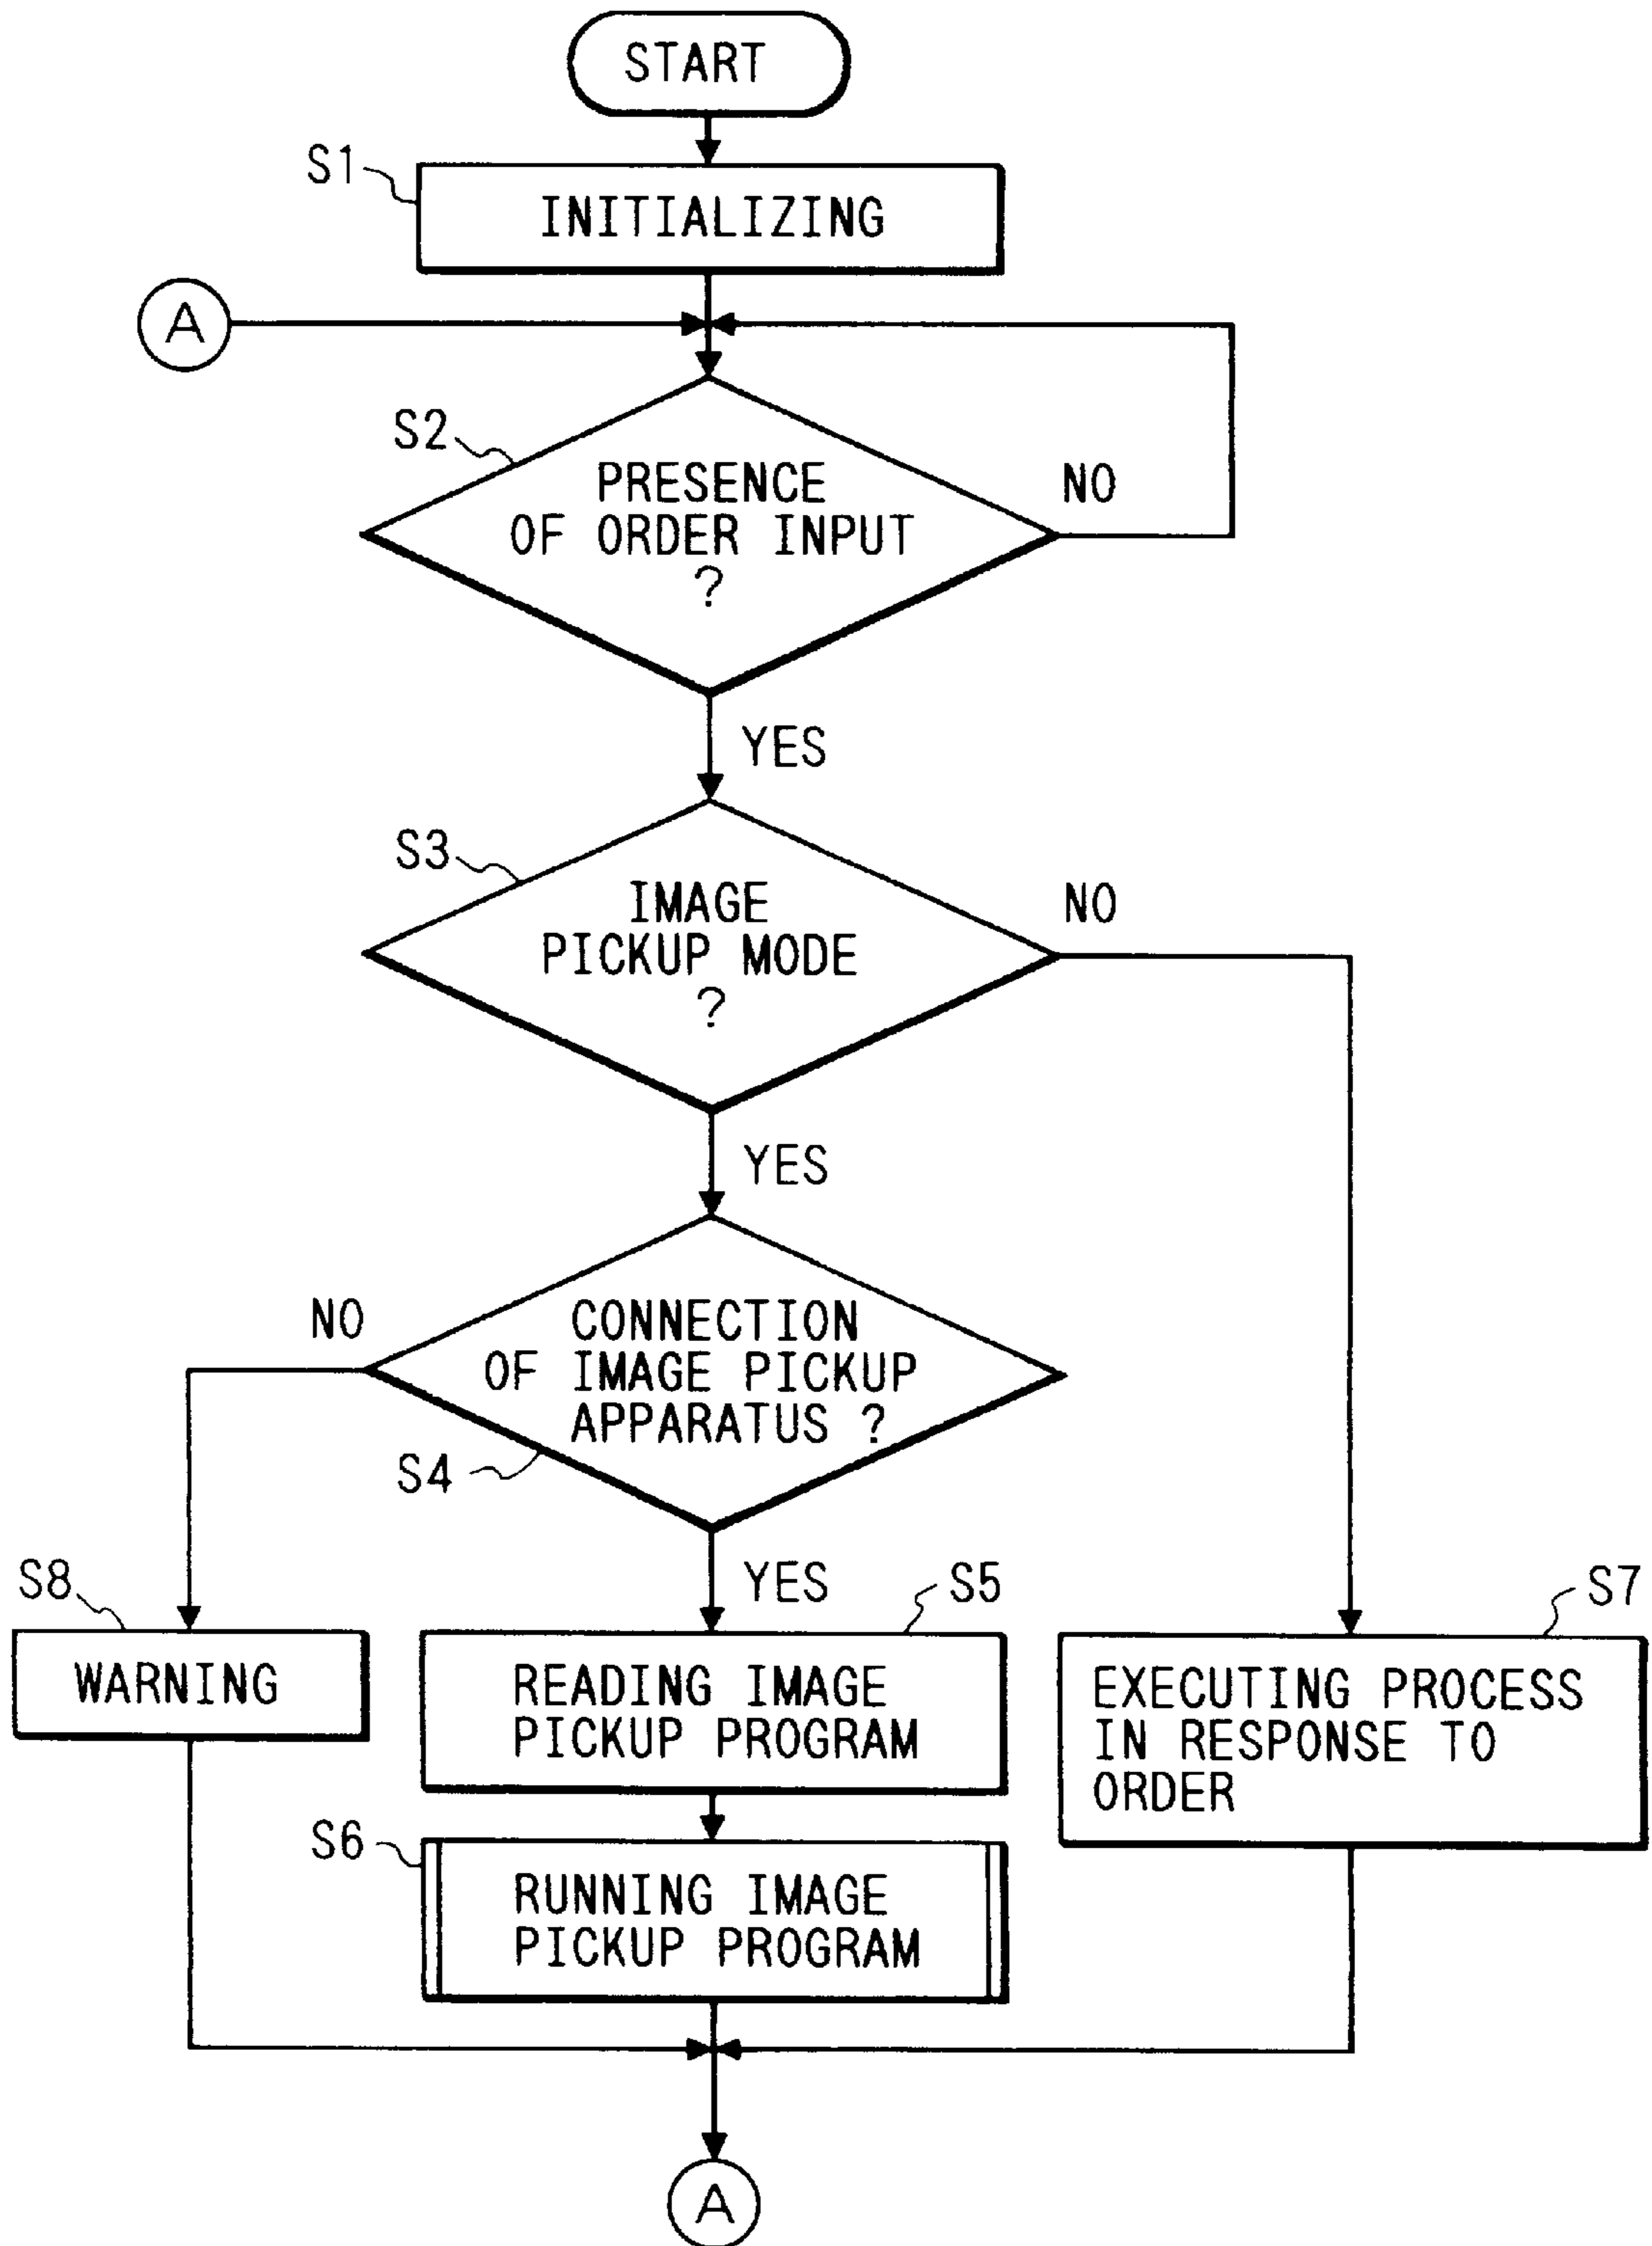 START
S1
INITIALIZING
A
S2
PRESENCE
OF ORDER INPUT
?
NO
YES
S3
IMAGE
PICKUP MODE
?
NO
YES
NO
CONNECTION
OF IMAGE PICKUP
APPARATUS ?
S4
YES
S8
WARNING
S5
READING IMAGE
PICKUP PROGRAM
S7
EXECUTING PROCESS
IN RESPONSE TO
ORDER
S6
RUNNING IMAGE
PICKUP PROGRAM
A